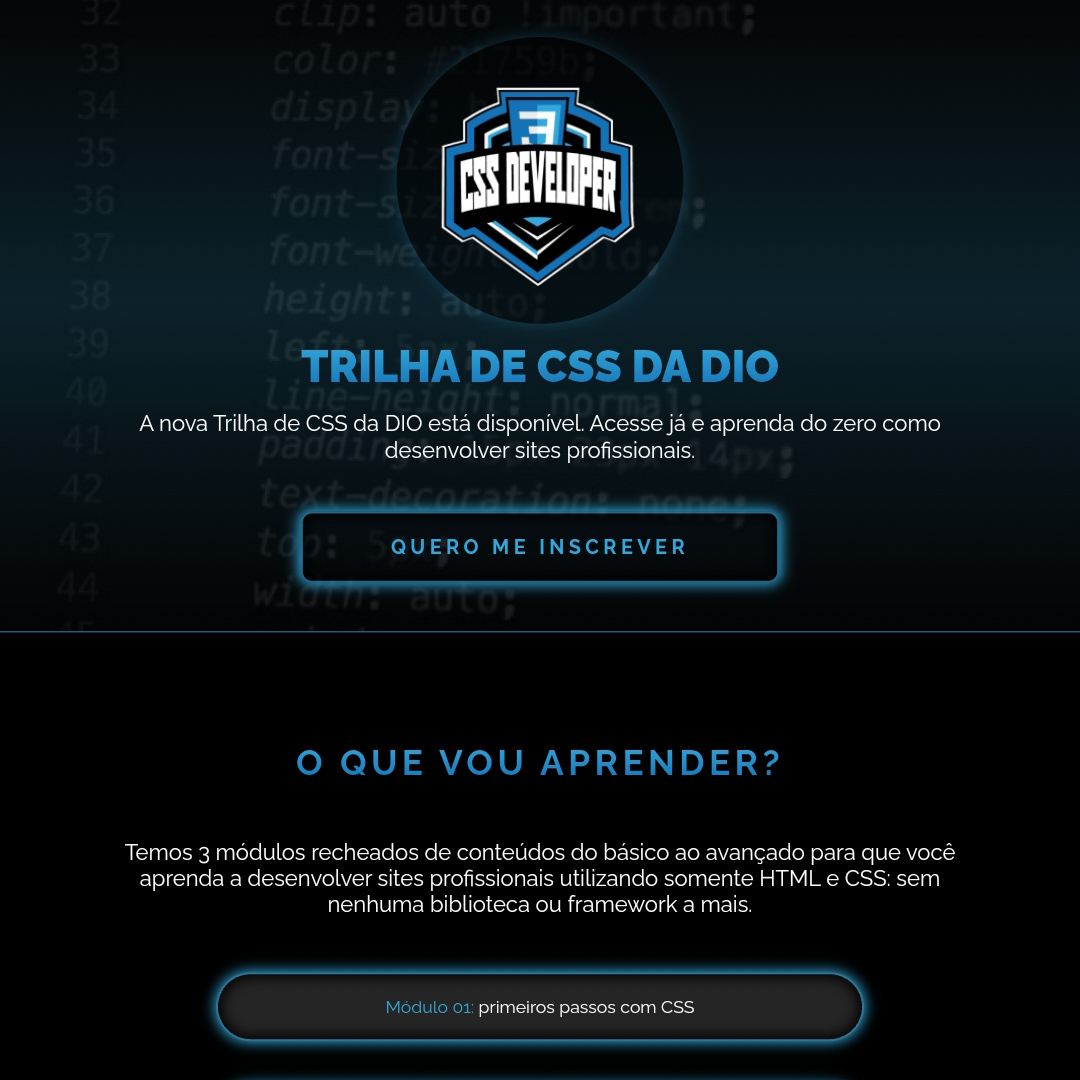 32 clip: auto !important;
33 color: #21759b;
34 display:
35 font-siz
36 font-siz
37 font-weight: bold;
38 height: auto;
39 left: 5px;
40 line-height: normal;
41 padding:
42 text-decoration: none;
43 top: 5px;
44 width: auto;
45
3
CSS DEVELOPER
TRILHA DE CSS DA DIO
A nova Trilha de CSS da DIO está disponível. Acesse já e aprenda do zero como
desenvolver sites profissionais.
QUERO ME INSCREVER
O QUE VOU APRENDER?
Temos 3 módulos recheados de conteúdos do básico ao avançado para que você
aprenda a desenvolver sites profissionais utilizando somente HTML e CSS: sem
nenhuma biblioteca ou framework a mais.
Módulo 01: primeiros passos com CSS